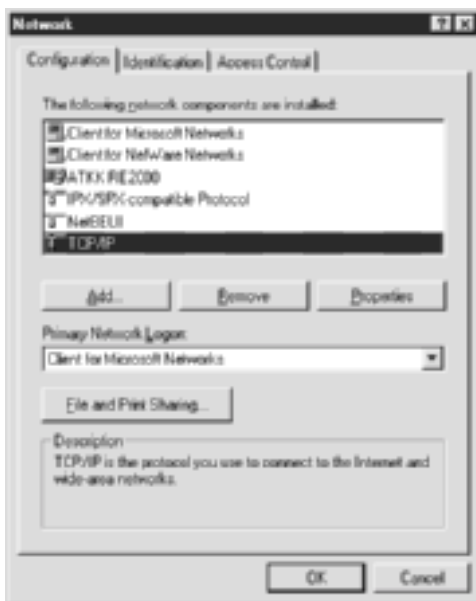 Network
Configuration Identification Access Control
The following network components are installed:
Client for Microsoft Networks
Client for NetWare Networks
ATKK RE2000
IPX/SPX-compatible Protocol
NetBEUI
TCP/IP
Add... Remove Properties
Primary Network Logon:
Client for Microsoft Networks
File and Print Sharing...
Description
TCP/IP is the protocol you use to connect to the Internet and
wide-area networks.
OK Cancel